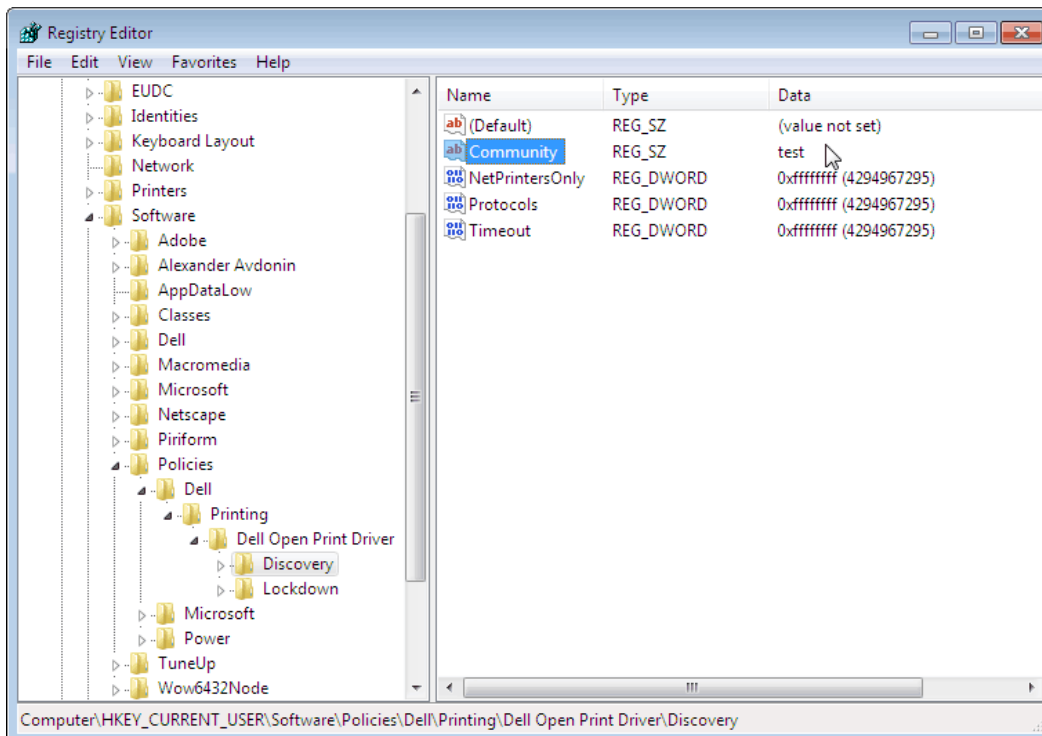 Registry Editor
File Edit View Favorites Help
EUDC
Identities
Keyboard Layout
Network
Printers
Software
Adobe
Alexander Avdonin
AppDataLow
Classes
Dell
Macromedia
Microsoft
Netscape
Piriform
Policies
Dell
Printing
Dell Open Print Driver
Discovery
Lockdown
Microsoft
Power
TuneUp
Wow6432Node
Name Type Data
(Default) REG_SZ (value not set)
Community REG_SZ test
NetPrintersOnly REG_DWORD 0xffffffff (4294967295)
Protocols REG_DWORD 0xffffffff (4294967295)
Timeout REG_DWORD 0xffffffff (4294967295)
Computer\HKEY_CURRENT_USER\Software\Policies\Dell\Printing\Dell Open Print Driver\Discovery